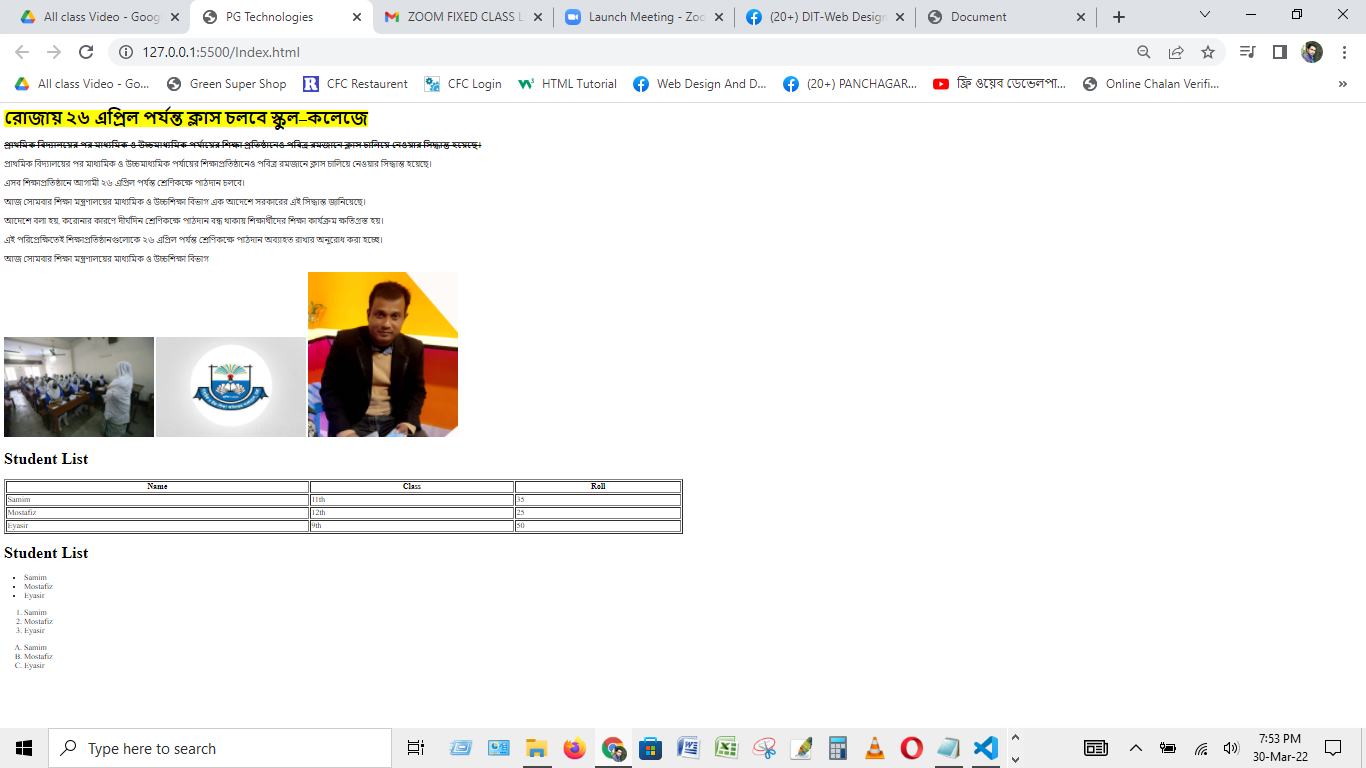 All class Video - Goog
PG Technologies
ZOOM FIXED CLASS L
Launch Meeting - Zoo
(20+) DIT-Web Design
Document
127.0.0.1:5500/Index.html
All class Video - Go...
Green Super Shop
CFC Restaurent
CFC Login
HTML Tutorial
Web Design And D...
(20+) PANCHAGAR...
ফ্রি ওয়েব ডেভেলপা...
Online Chalan Verifi...
»
রোজায় ২৬ এপ্রিল পর্যন্ত ক্লাস চলবে স্কুল–কলেজে
প্রাথমিক বিদ্যালয়ের পর মাধ্যমিক ও উচ্চমাধ্যমিক পর্যায়ের শিক্ষা প্রতিষ্ঠানেও পবিত্র রমজানে ক্লাস চালিয়ে নেওয়ার সিদ্ধান্ত হয়েছে।
প্রাথমিক বিদ্যালয়ের পর মাধ্যমিক ও উচ্চমাধ্যমিক পর্যায়ের শিক্ষাপ্রতিষ্ঠানেও পবিত্র রমজানে ক্লাস চালিয়ে নেওয়ার সিদ্ধান্ত হয়েছে।
এসব শিক্ষাপ্রতিষ্ঠানে আগামী ২৬ এপ্রিল পর্যন্ত শ্রেণিকক্ষে পাঠদান চলবে।
আজ সোমবার শিক্ষা মন্ত্রণালয়ের মাধ্যমিক ও উচ্চশিক্ষা বিভাগ এক আদেশে সরকারের এই সিদ্ধান্ত জানিয়েছে।
আদেশে বলা হয়, করোনার কারণে দীর্ঘদিন শ্রেণিকক্ষে পাঠদান বন্ধ থাকায় শিক্ষার্থীদের শিক্ষা কার্যক্রম ক্ষতিগ্রস্ত হয়।
এই পরিপ্রেক্ষিতেই শিক্ষাপ্রতিষ্ঠানগুলোকে ২৬ এপ্রিল পর্যন্ত শ্রেণিকক্ষে পাঠদান অব্যাহত রাখার অনুরোধ করা হচ্ছে।
আজ সোমবার শিক্ষা মন্ত্রণালয়ের মাধ্যমিক ও উচ্চশিক্ষা বিভাগ
Student List
Name Class Roll
Samim 11th 35
Mostafiz 12th 25
Eyasir 9th 50
Student List
• Samim
• Mostafiz
• Eyasir
1. Samim
2. Mostafiz
3. Eyasir
A. Samim
B. Mostafiz
C. Eyasir
Type here to search
7:53 PM
30-Mar-22